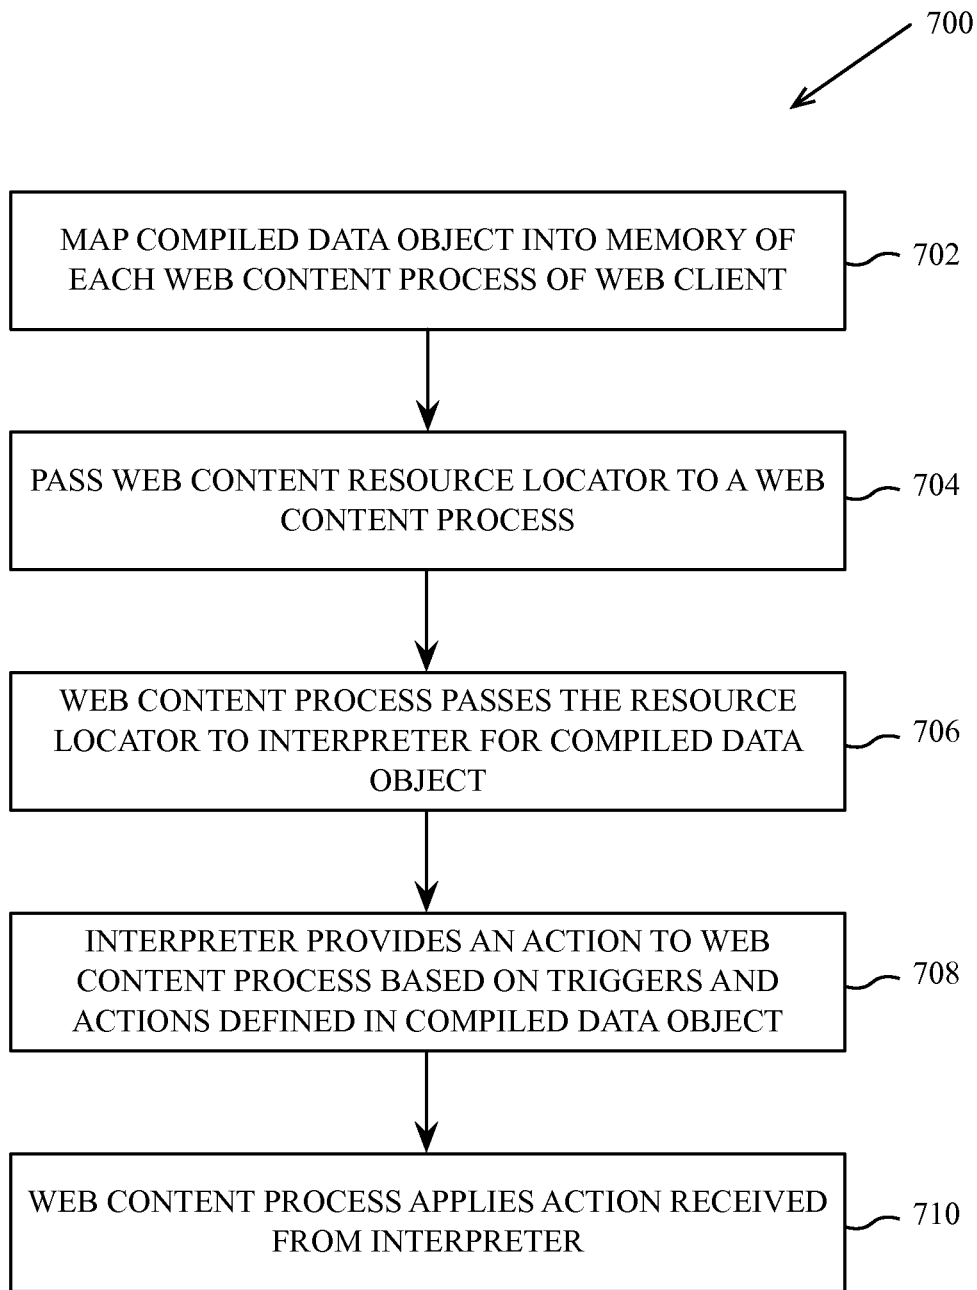 700
MAP COMPILED DATA OBJECT INTO MEMORY OF
EACH WEB CONTENT PROCESS OF WEB CLIENT
702
PASS WEB CONTENT RESOURCE LOCATOR TO A WEB
CONTENT PROCESS
704
WEB CONTENT PROCESS PASSES THE RESOURCE
LOCATOR TO INTERPRETER FOR COMPILED DATA
OBJECT
706
INTERPRETER PROVIDES AN ACTION TO WEB
CONTENT PROCESS BASED ON TRIGGERS AND
ACTIONS DEFINED IN COMPILED DATA OBJECT
708
WEB CONTENT PROCESS APPLIES ACTION RECEIVED
FROM INTERPRETER
710